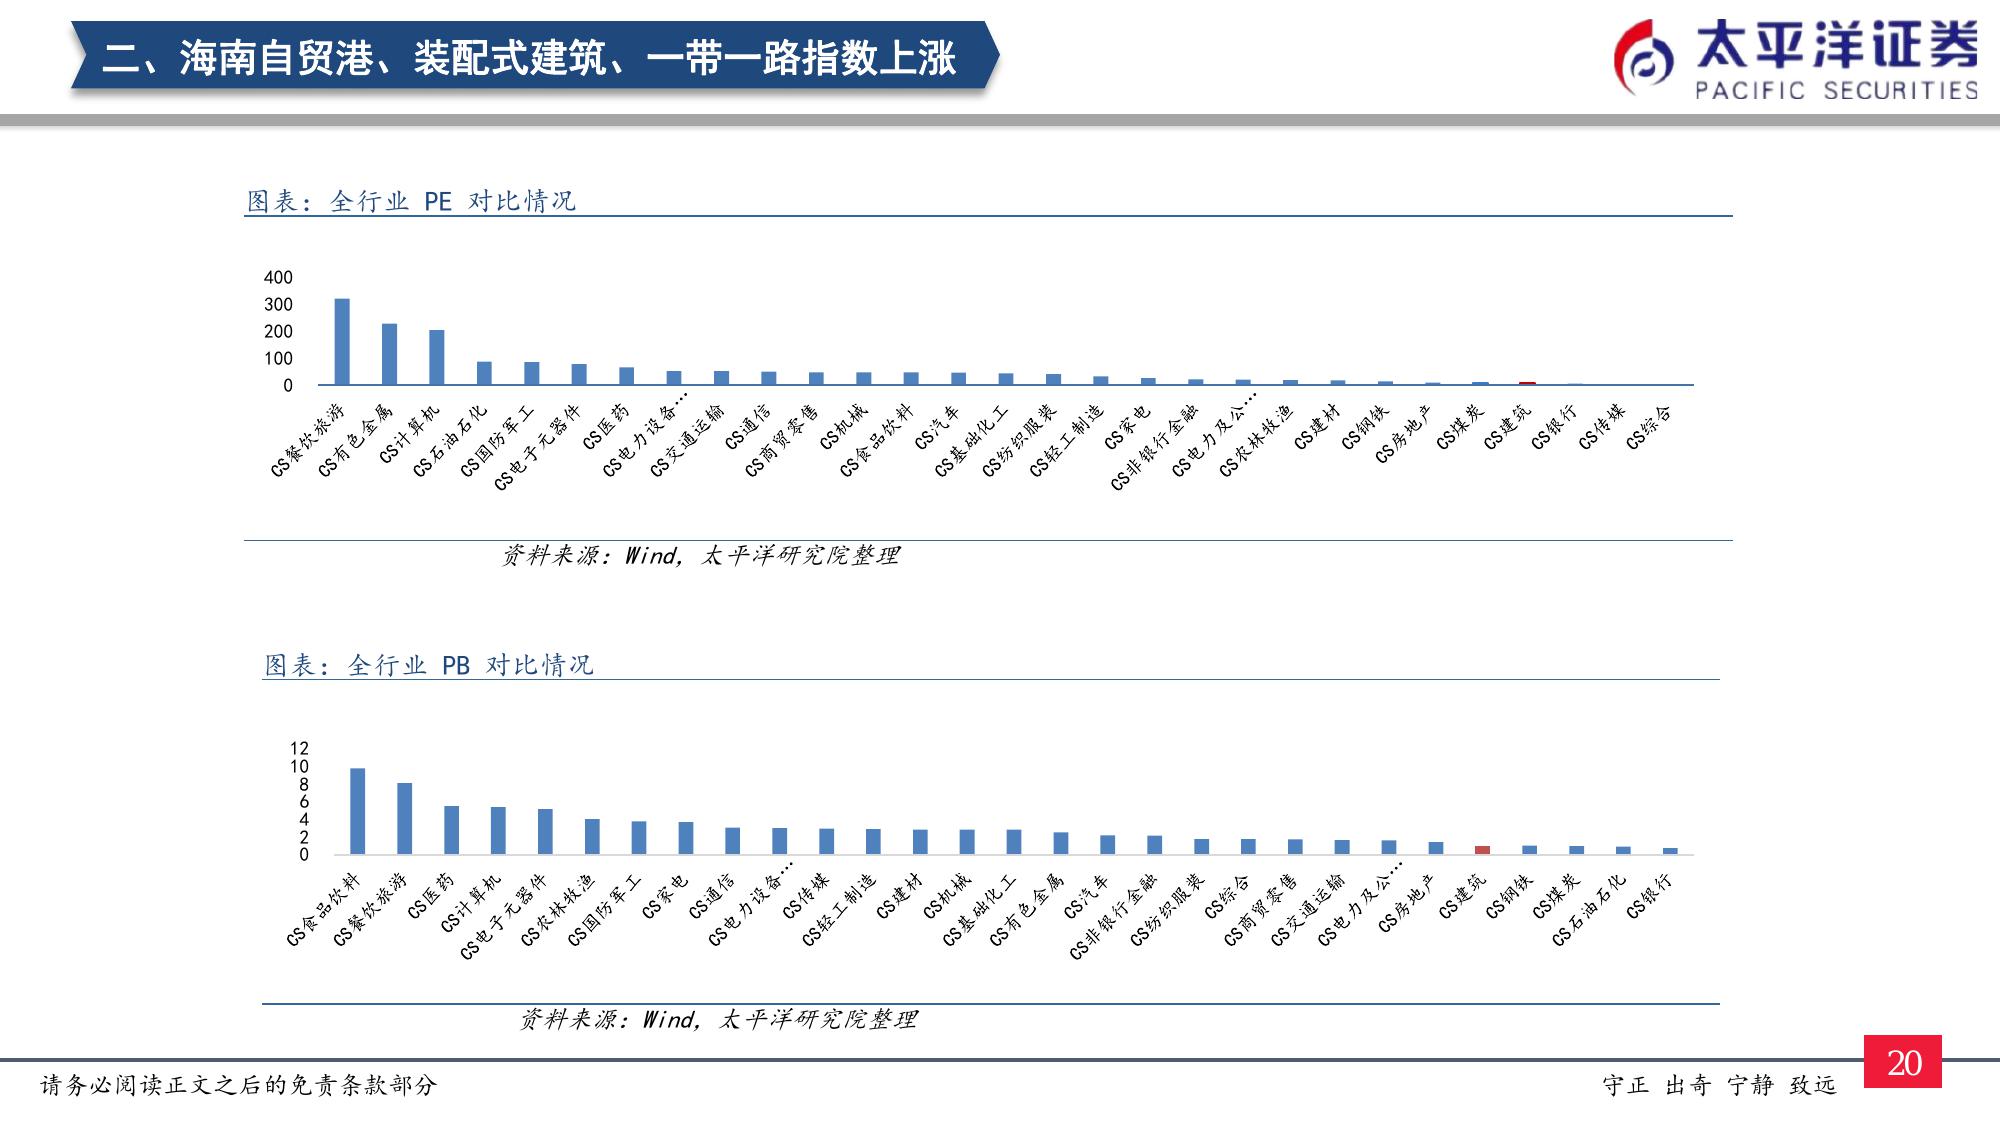 二、海南自贸港、装配式建筑、一带一路指数上涨
太平洋证券
PACIFIC SECURITIES
图表：全行业 PE 对比情况
400
300
200
100
0
CS餐饮旅游
CS有色金属
CS计算机
CS石油石化
CS国防军工
CS电子元器件
CS医药
CS电力设备…
CS交通运输
CS通信
CS商贸零售
CS机械
CS食品饮料
CS汽车
CS基础化工
CS纺织服装
CS轻工制造
CS家电
CS非银行金融
CS电力及公…
CS农林牧渔
CS建材
CS钢铁
CS房地产
CS煤炭
CS建筑
CS银行
CS传媒
CS综合
资料来源：Wind, 太平洋研究院整理
图表：全行业 PB 对比情况
12
10
8
6
4
2
0
CS食品饮料
CS餐饮旅游
CS医药
CS计算机
CS电子元器件
CS农林牧渔
CS国防军工
CS家电
CS通信
CS电力设备…
CS传媒
CS轻工制造
CS建材
CS机械
CS基础化工
CS有色金属
CS汽车
CS非银行金融
CS纺织服装
CS综合
CS商贸零售
CS交通运输
CS电力及公…
CS房地产
CS建筑
CS钢铁
CS煤炭
CS石油石化
CS银行
资料来源：Wind, 太平洋研究院整理
请务必阅读正文之后的免责条款部分
守正 出奇 宁静 致远
20